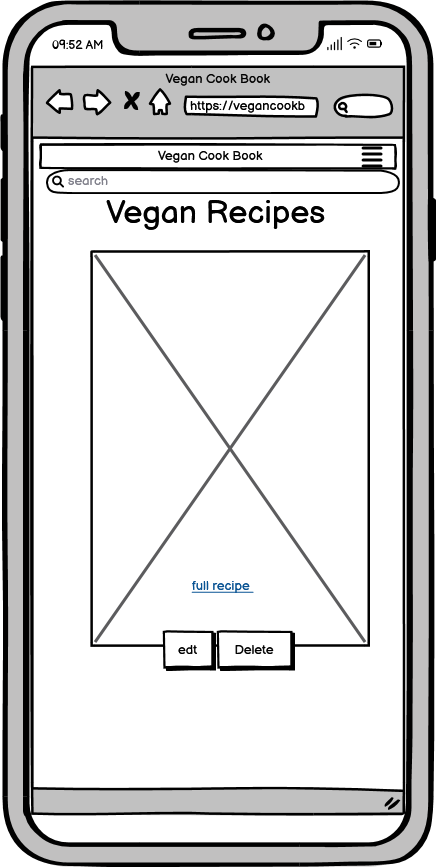 09:52 AM
Vegan Cook Book
https://vegancookb
Vegan Cook Book
search
Vegan Recipes
full recipe
edt
Delete